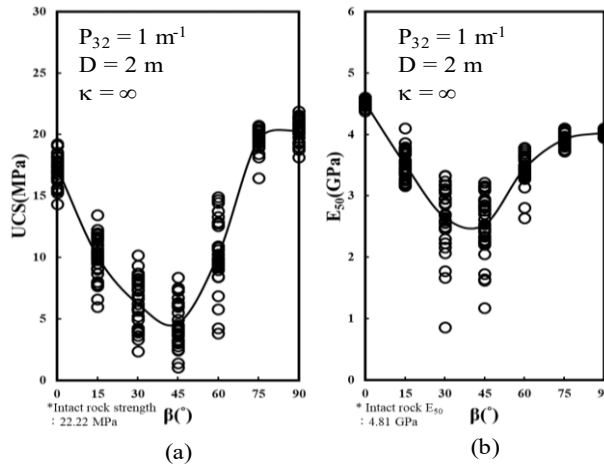 P32 = 1 m-1
D = 2 m
κ = ∞
UCS(MPa)
30
25
20
15
10
5
0
0 15 30 45 60 75 90
β(°)
*Intact rock strength
: 22.22 MPa
(a)
P32 = 1 m-1
D = 2 m
κ = ∞
E50(GPa)
6
5
4
3
2
1
0
0 15 30 45 60 75 90
β(°)
* Intact rock E50
: 4.81 GPa
(b)